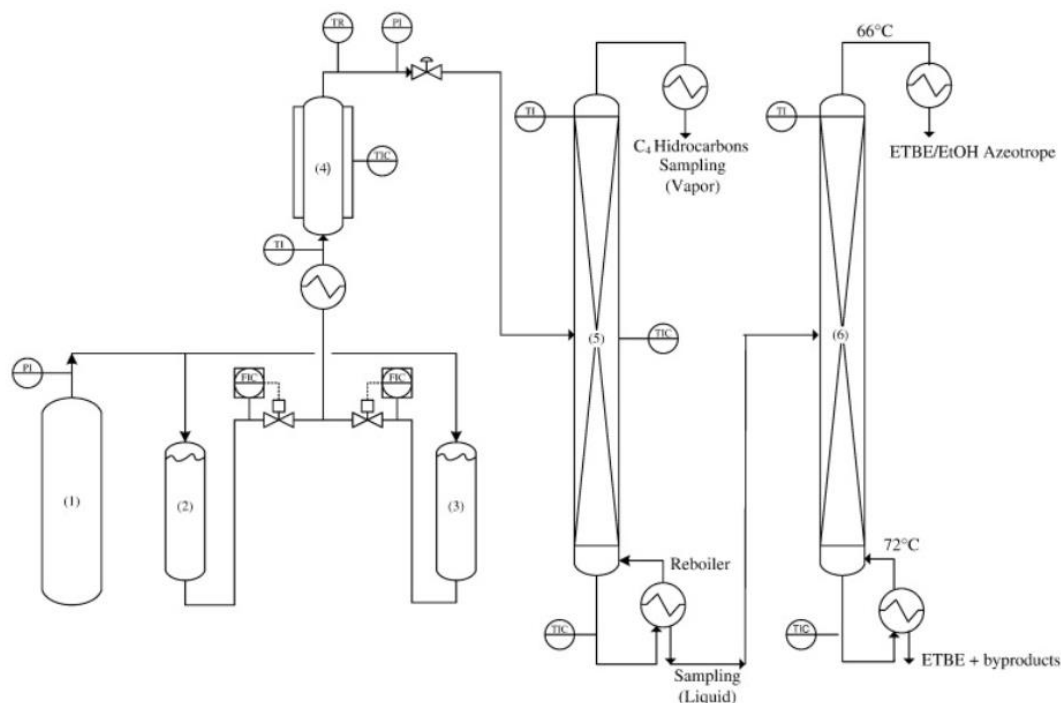 TR
PI
66°C
TI
TI
C₄ Hidrocarbons
Sampling
(Vapor)
ETBE/EtOH Azeotrope
(4)
TIC
TI
PI
FIC
FIC
(5)
TIC
(6)
(1)
(2)
(3)
Reboiler
72°C
TIC
TIC
Sampling
(Liquid)
ETBE + byproducts